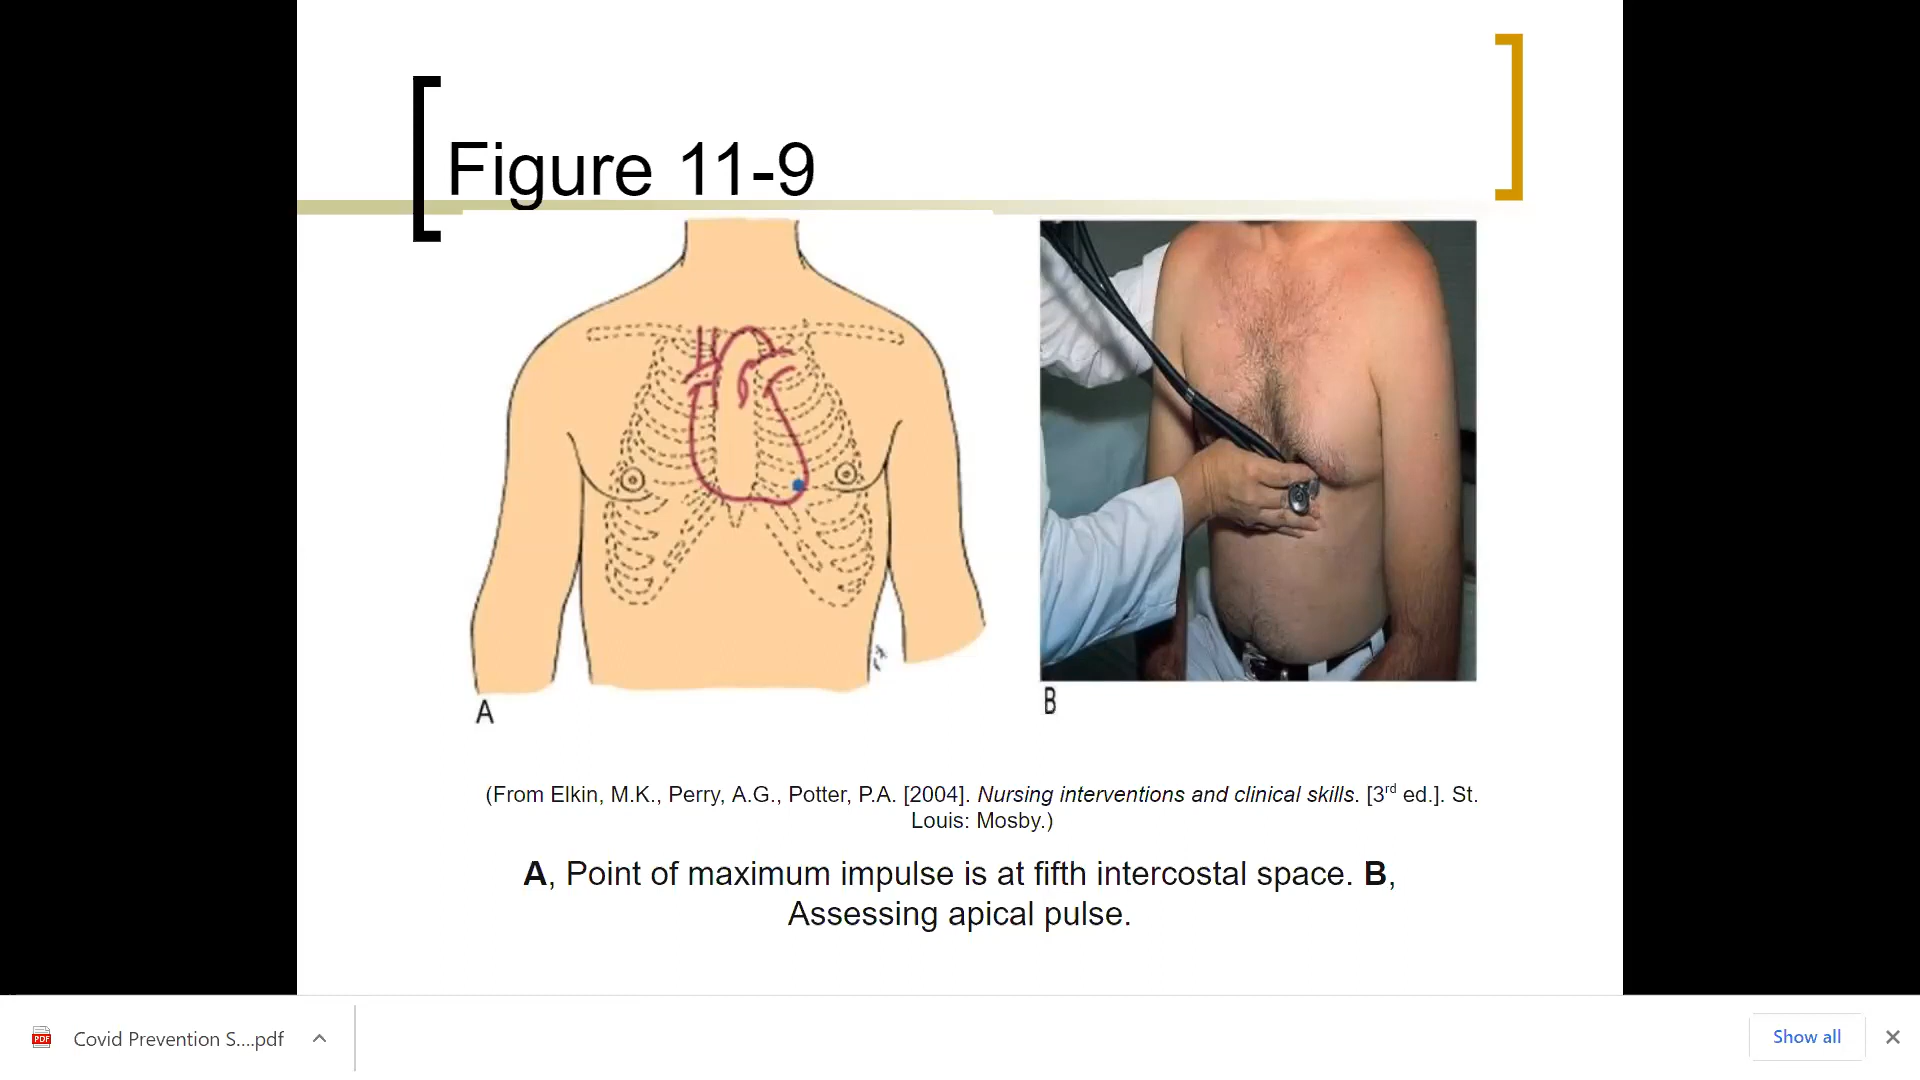 Figure 11-9
A
B
(From Elkin, M.K., Perry, A.G., Potter, P.A. [2004]. Nursing interventions and clinical skills. [3rd ed.]. St.
Louis: Mosby.)
A, Point of maximum impulse is at fifth intercostal space. B,
Assessing apical pulse.
Covid Prevention S....pdf
Show all